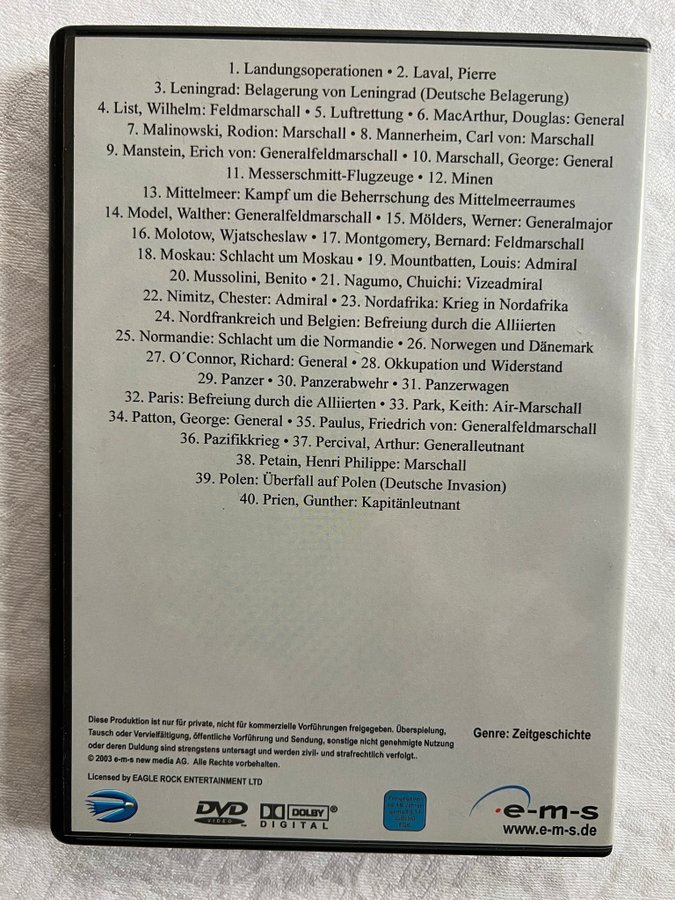 1. Landungsoperationen • 2. Laval, Pierre
3. Leningrad: Belagerung von Leningrad (Deutsche Belagerung)
4. List, Wilhelm: Feldmarschall • 5. Luftrettung • 6. MacArthur, Douglas: General
7. Malinowski, Rodion: Marschall • 8. Mannerheim, Carl von: Marschall
9. Manstein, Erich von: Generalfeldmarschall • 10. Marschall, George: General
11. Messerschmitt-Flugzeuge • 12. Minen
13. Mittelmeer: Kampf um die Beherrschung des Mittelmeerraumes
14. Model, Walther: Generalfeldmarschall • 15. Mölders, Werner: Generalmajor
16. Molotow, Wjatscheslaw • 17. Montgomery, Bernard: Feldmarschall
18. Moskau: Schlacht um Moskau • 19. Mountbatten, Louis: Admiral
20. Mussolini, Benito • 21. Nagumo, Chuichi: Vizeadmiral
22. Nimitz, Chester: Admiral • 23. Nordafrika: Krieg in Nordafrika
24. Nordfrankreich und Belgien: Befreiung durch die Alliierten
25. Normandie: Schlacht um die Normandie • 26. Norwegen und Dänemark
27. O´Connor, Richard: General • 28. Okkupation und Widerstand
29. Panzer • 30. Panzerabwehr • 31. Panzerwagen
32. Paris: Befreiung durch die Alliierten • 33. Park, Keith: Air-Marschall
34. Patton, George: General • 35. Paulus, Friedrich von: Generalfeldmarschall
36. Pazifikkrieg • 37. Percival, Arthur: Generalleutnant
38. Petain, Henri Philippe: Marschall
39. Polen: Überfall auf Polen (Deutsche Invasion)
40. Prien, Gunther: Kapitänleutnant
Diese Produktion ist nur für private, nicht für kommerzielle Vorführungen freigegeben. Überspielung,
Tausch oder Vervielfältigung, öffentliche Vorführung und Sendung, sonstige nicht genehmigte Nutzung
oder deren Duldung sind strengstens untersagt und werden zivil- und strafrechtlich verfolgt..
© 2003 e-m-s new media AG. Alle Rechte vorbehalten.
Genre: Zeitgeschichte
Licensed by EAGLE ROCK ENTERTAINMENT LTD
DVD
VIDEO
DOLBY
DIGITAL
e-m-s
www.e-m-s.de